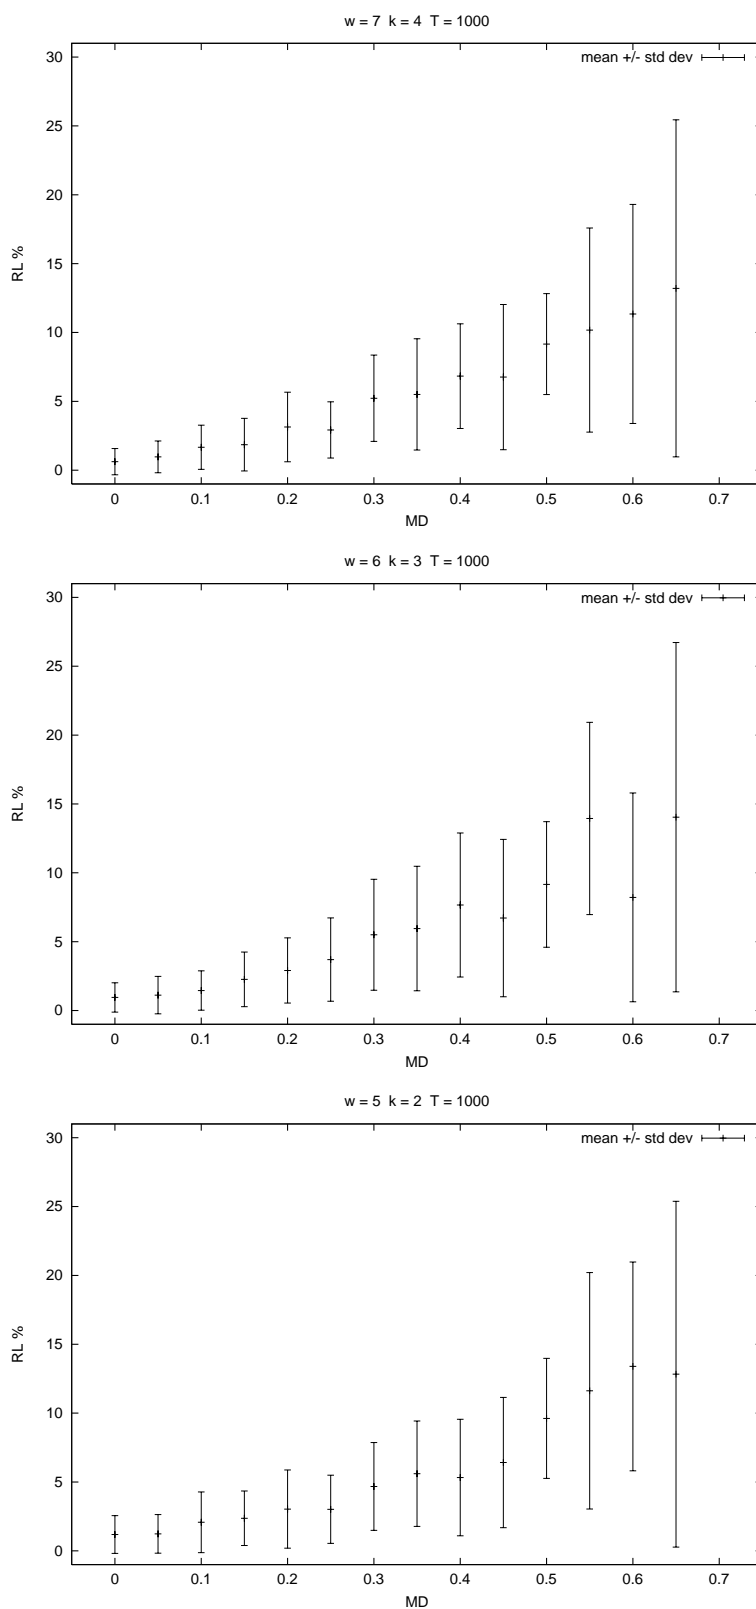 w = 7 k = 4 T = 1000
mean +/- std dev
30
25
20
15
10
5
0
RL %
0 0.1 0.2 0.3 0.4 0.5 0.6 0.7
MD
w = 6 k = 3 T = 1000
mean +/- std dev
30
25
20
15
10
5
0
RL %
0 0.1 0.2 0.3 0.4 0.5 0.6 0.7
MD
w = 5 k = 2 T = 1000
mean +/- std dev
30
25
20
15
10
5
0
RL %
0 0.1 0.2 0.3 0.4 0.5 0.6 0.7
MD